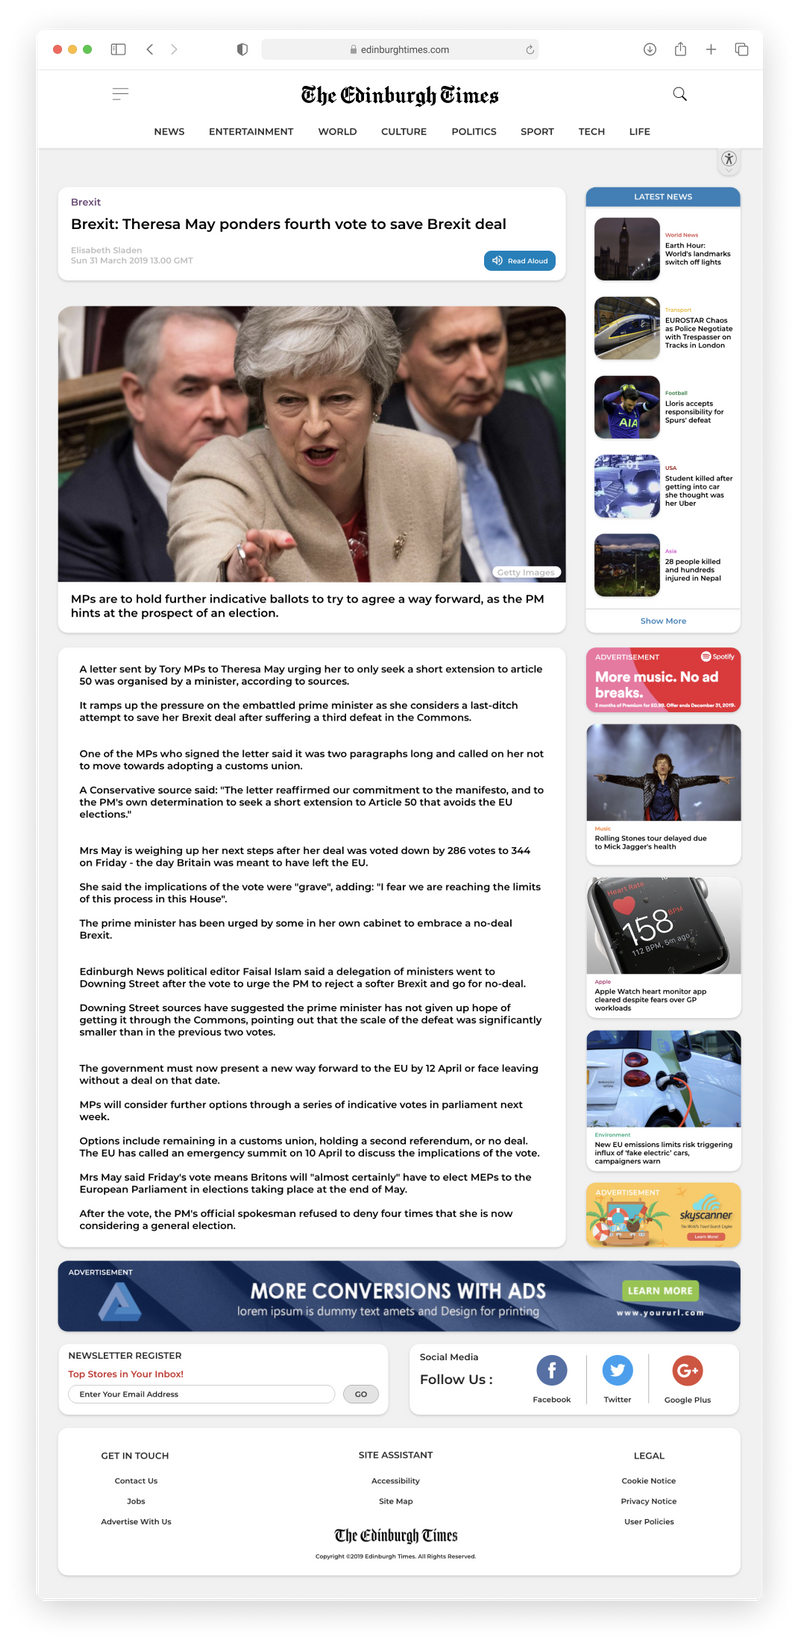 edinburghtimes.com
The Edinburgh Times
NEWS ENTERTAINMENT WORLD CULTURE POLITICS SPORT TECH LIFE
Brexit
Brexit: Theresa May ponders fourth vote to save Brexit deal
Elisabeth Sladen
Sun 31 March 2019 13.00 GMT
Read Aloud
Getty Images
MPs are to hold further indicative ballots to try to agree a way forward, as the PM
hints at the prospect of an election.
A letter sent by Tory MPs to Theresa May urging her to only seek a short extension to article
50 was organised by a minister, according to sources.
It ramps up the pressure on the embattled prime minister as she considers a last-ditch
attempt to save her Brexit deal after suffering a third defeat in the Commons.
One of the MPs who signed the letter said it was two paragraphs long and called on her not
to move towards adopting a customs union.
A Conservative source said: "The letter reaffirmed our commitment to the manifesto, and to
the PM's own determination to seek a short extension to Article 50 that avoids the EU
elections."
Mrs May is weighing up her next steps after her deal was voted down by 286 votes to 344
on Friday - the day Britain was meant to have left the EU.
She said the implications of the vote were "grave", adding: "I fear we are reaching the limits
of this process in this House".
The prime minister has been urged by some in her own cabinet to embrace a no-deal
Brexit.
Edinburgh News political editor Faisal Islam said a delegation of ministers went to
Downing Street after the vote to urge the PM to reject a softer Brexit and go for no-deal.
Downing Street sources have suggested the prime minister has not given up hope of
getting it through the Commons, pointing out that the scale of the defeat was significantly
smaller than in the previous two votes.
The government must now present a new way forward to the EU by 12 April or face leaving
without a deal on that date.
MPs will consider further options through a series of indicative votes in parliament next
week.
Options include remaining in a customs union, holding a second referendum, or no deal.
The EU has called an emergency summit on 10 April to discuss the implications of the vote.
Mrs May said Friday's vote means Britons will "almost certainly" have to elect MEPs to the
European Parliament in elections taking place at the end of May.
After the vote, the PM's official spokesman refused to deny four times that she is now
considering a general election.
LATEST NEWS
World News
Earth Hour:
World's landmarks
switch off lights
Transport
EUROSTAR Chaos
as Police Negotiate
with Trespasser on
Tracks in London
Football
Lloris accepts
responsibility for
Spurs' defeat
AIA
USA
Student killed after
getting into car
she thought was
her Uber
Asia
28 people killed
and hundreds
injured in Nepal
Show More
ADVERTISEMENT
Spotify
More music. No ad
breaks.
3 months of Premium for £0.99. Offer ends December 31, 2019.
Music
Rolling Stones tour delayed due
to Mick Jagger's health
Heart Rate
158 BPM
112 BPM, 5m ago
Apple
Apple Watch heart monitor app
cleared despite fears over GP
workloads
Environment
New EU emissions limits risk triggering
influx of 'fake electric' cars,
campaigners warn
ADVERTISEMENT
skyscanner
The World's Travel Search Engine
Learn More
ADVERTISEMENT
MORE CONVERSIONS WITH ADS
lorem ipsum is dummy text amets and Design for printing
LEARN MORE
www.yoururl.com
NEWSLETTER REGISTER
Top Stores in Your Inbox!
Enter Your Email Address
GO
Social Media
Follow Us :
Facebook
Twitter
Google Plus
GET IN TOUCH
Contact Us
Jobs
Advertise With Us
SITE ASSISTANT
Accessibility
Site Map
LEGAL
Cookie Notice
Privacy Notice
User Policies
The Edinburgh Times
Copyright ©2019 Edinburgh Times. All Rights Reserved.